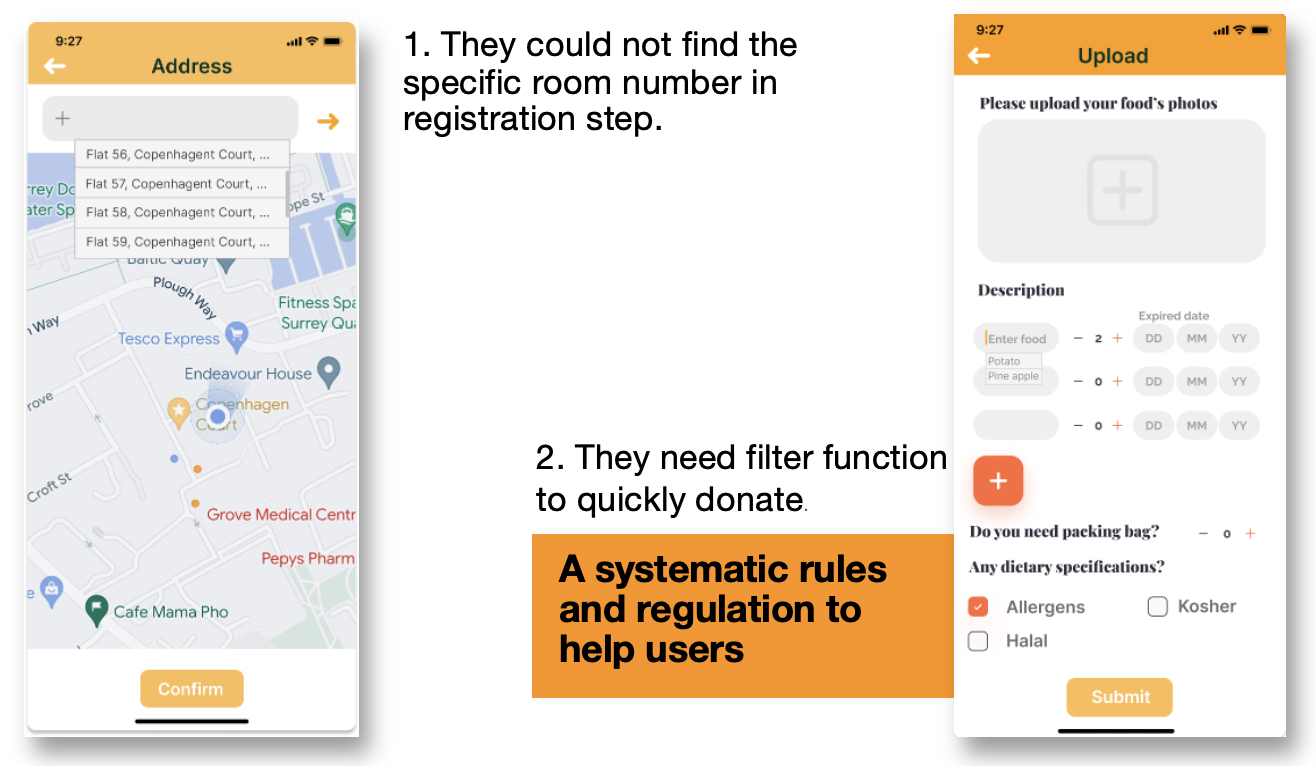 9:27
Address
+
Flat 56, Copenhagent Court, ...
Flat 57, Copenhagent Court, ...
Flat 58, Copenhagent Court, ...
Flat 59, Copenhagent Court, ...
rrey Do
ater Sp
ope St
Baltic Quay
Plough Way
Way
Fitness Spa
Surrey Qua
Tesco Express
Endeavour House
Copenhagen
Court
rove
Croft St
Grove Medical Centr
Pepys Pharm
e
Cafe Mama Pho
Confirm
1. They could not find the
specific room number in
registration step.
2. They need filter function
to quickly donate.
A systematic rules
and regulation to
help users
9:27
Upload
Please upload your food's photos
Description
Expired date
Enter food − 2 + DD MM YY
Potato
Pine apple
− 0 + DD MM YY
− 0 + DD MM YY
+
Do you need packing bag? − 0 +
Any dietary specifications?
Allergens Kosher
Halal
Submit